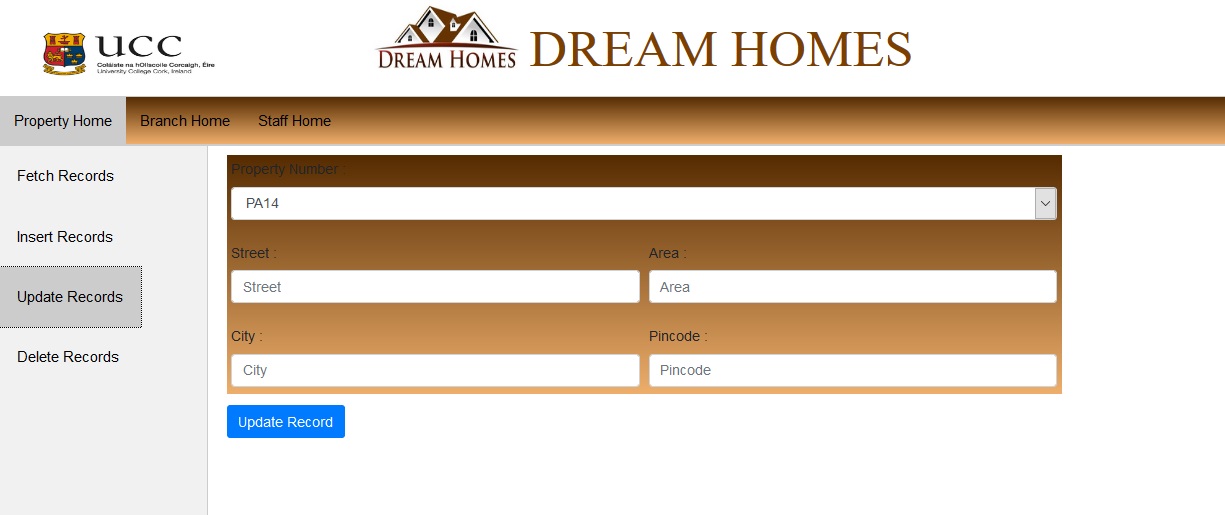 UCC
Coláiste na hOllscoile Corcaigh, Éire
University College Cork, Ireland
DREAM HOMES
DREAM HOMES
Property Home
Branch Home
Staff Home
Fetch Records
Insert Records
Update Records
Delete Records
Property Number :
PA14
Street :
Area :
Street
Area
City :
Pincode :
City
Pincode
Update Record